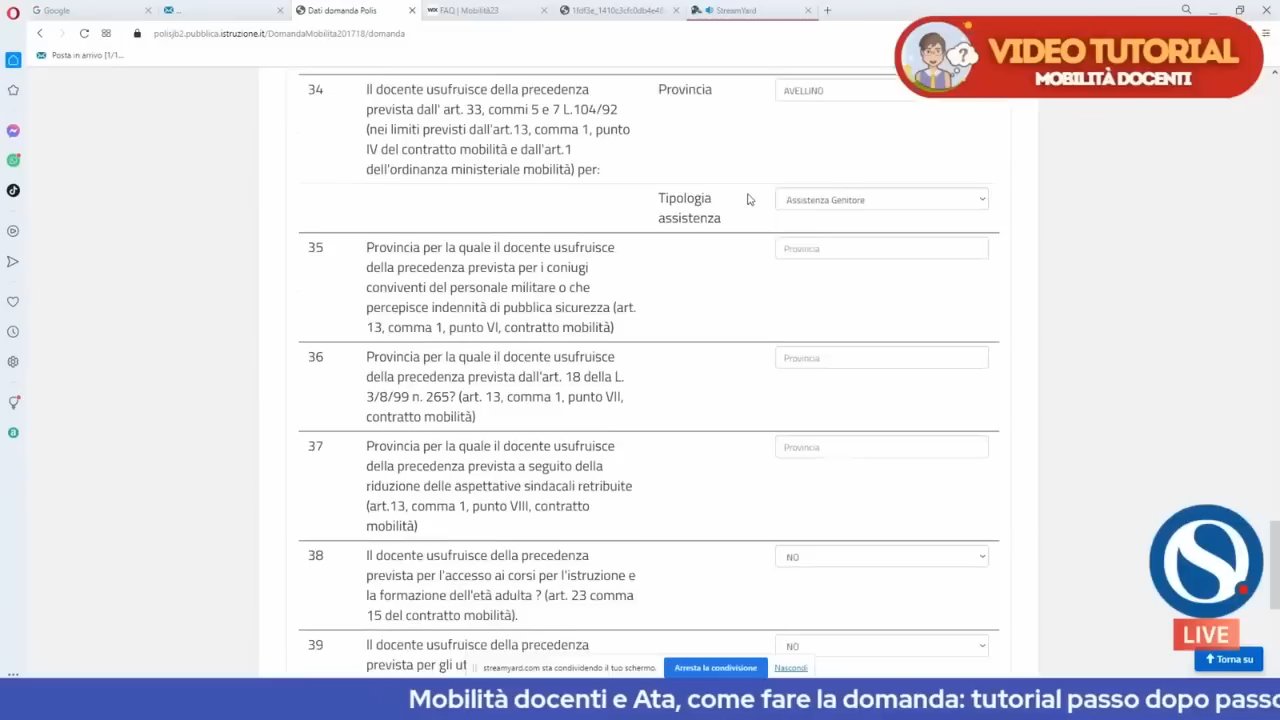 Google
Dati domanda Polis
WIX FAQ | Mobilità23
StreamYard
polisjb2.pubblica.istruzione.it/DomandaMobilita201718/domanda
Posta in arrivo [1/1...
VIDEO TUTORIAL
MOBILITÀ DOCENTI
34
Il docente usufruisce della precedenza
prevista dall' art. 33, commi 5 e 7 L.104/92
(nei limiti previsti dall'art.13, comma 1, punto
IV del contratto mobilità e dall'art.1
dell'ordinanza ministeriale mobilità) per:
Provincia
AVELLINO
Tipologia
assistenza
Assistenza Genitore
35
Provincia per la quale il docente usufruisce
della precedenza prevista per i coniugi
conviventi del personale militare o che
percepisce indennità di pubblica sicurezza (art.
13, comma 1, punto VI, contratto mobilità)
Provincia
36
Provincia per la quale il docente usufruisce
della precedenza prevista dall'art. 18 della L.
3/8/99 n. 265? (art. 13, comma 1, punto VII,
contratto mobilità)
Provincia
37
Provincia per la quale il docente usufruisce
della precedenza prevista a seguito della
riduzione delle aspettative sindacali retribuite
(art.13, comma 1, punto VIII, contratto
mobilità)
Provincia
38
Il docente usufruisce della precedenza
prevista per l'accesso ai corsi per l'istruzione e
la formazione dell'età adulta ? (art. 23 comma
15 del contratto mobilità).
NO
39
Il docente usufruisce della precedenza
prevista per gli ut
NO
streamyard.com sta condividendo il tuo schermo.
Arresta la condivisione
Nascondi
S
LIVE
Torna su
Mobilità docenti e Ata, come fare la domanda: tutorial passo dopo passo